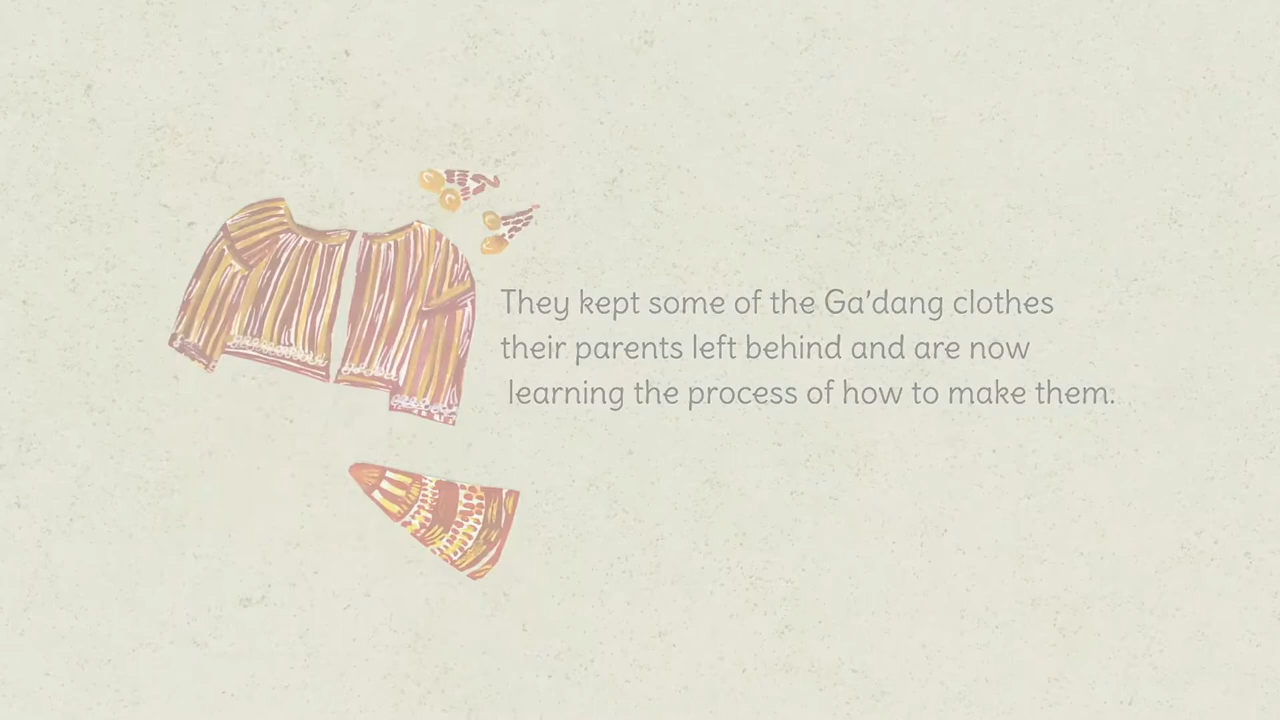 They kept some of the Ga'dang clothes
their parents left behind and are now
learning the process of how to make them.